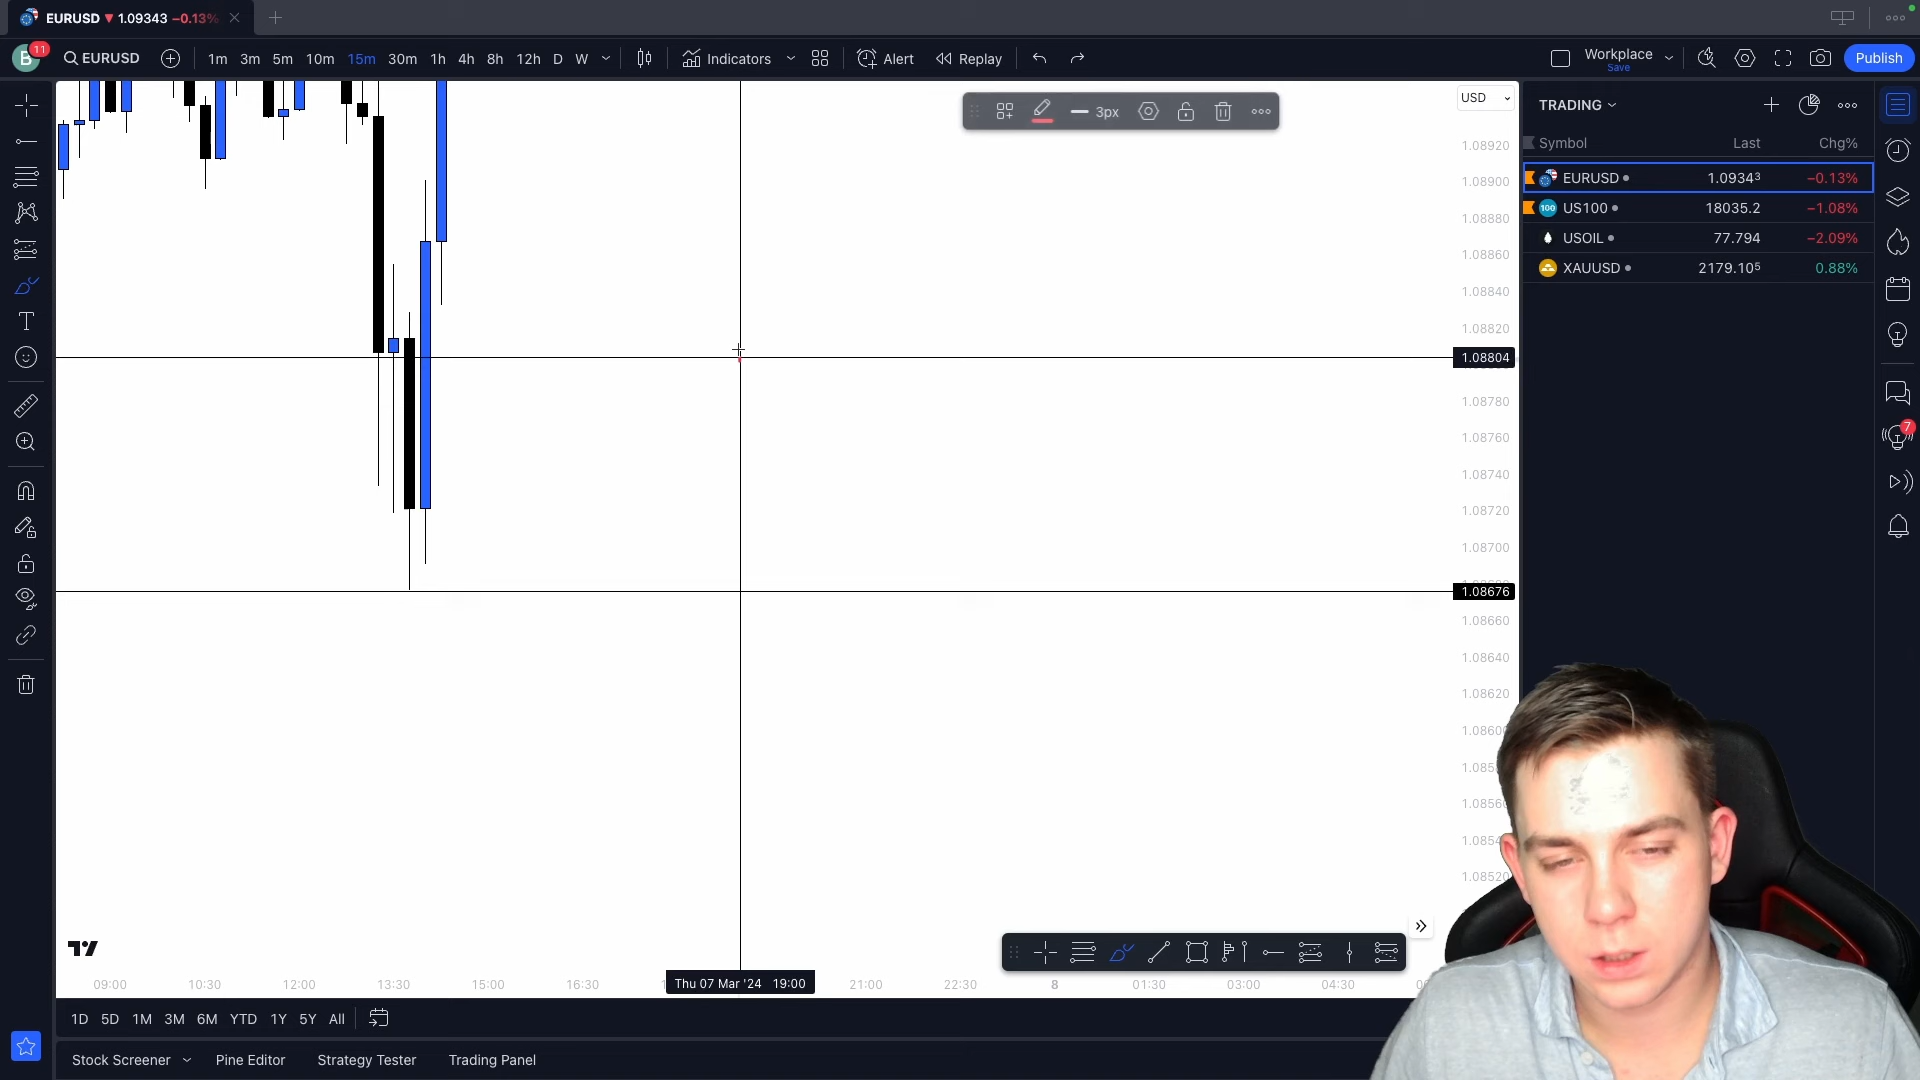 EURUSD ▼ 1.09343 −0.13%
B 11 EURUSD 1m 3m 5m 10m 15m 30m 1h 4h 8h 12h D W Indicators Alert Replay Workplace Save Publish
3px
USD
TRADING
Symbol Last Chg%
EURUSD 1.09343 −0.13%
100 US100 18035.2 −1.08%
USOIL 77.794 −2.09%
XAUUSD 2179.105 0.88%
7
1.08920
1.08900
1.08880
1.08860
1.08840
1.08820
1.08804
1.08780
1.08760
1.08740
1.08720
1.08700
1.08676
1.08660
1.08640
1.08620
1.08520
09:00 10:30 12:00 13:30 15:00 16:30 Thu 07 Mar '24 19:00 21:00 22:30 8 01:30 03:00 04:30
1D 5D 1M 3M 6M YTD 1Y 5Y All
Stock Screener Pine Editor Strategy Tester Trading Panel